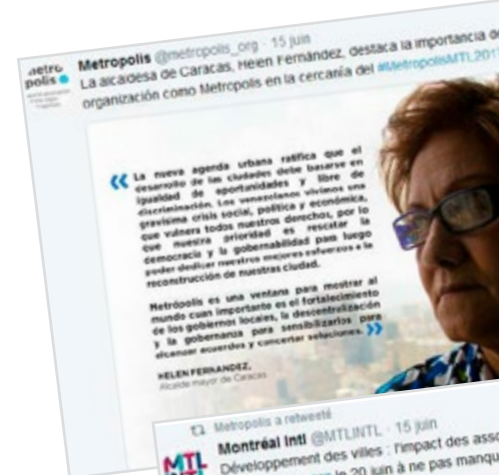 Metropolis @metropolis_org · 15 juin
La alcaldesa de Caracas, Helen Fernández, destaca la importancia de
organización como Metropolis en la cercanía del #MetropolisMTL201
metro
polis
“ La nueva agenda urbana ratifica que el
desarrollo de las ciudades debe basarse en
igualdad de oportunidades y libre de
discriminación. Los venezolanos vivimos una
gravísima crisis social, política y económica,
que vulnera todos nuestros derechos, por lo
que nuestra prioridad es rescatar la
democracia y la gobernabilidad para luego
poder dedicar nuestros mejores esfuerzos a la
reconstrucción de nuestras ciudad.
Metrópolis es una ventana para mostrar al
mundo cuan importante es el fortalecimiento
de los gobiernos locales, la descentralización
y la gobernanza para sensibilizarlos para
alcanzar acuerdos y concertar soluciones. ”
HELEN FERNANDEZ,
Alcalde mayor de Caracas
Metropolis a retweeté
Montréal Intl @MTLINTL · 15 juin
MTL
INTL
Développement des villes : l'impact des asso
le 20 juin à ne pas manqu